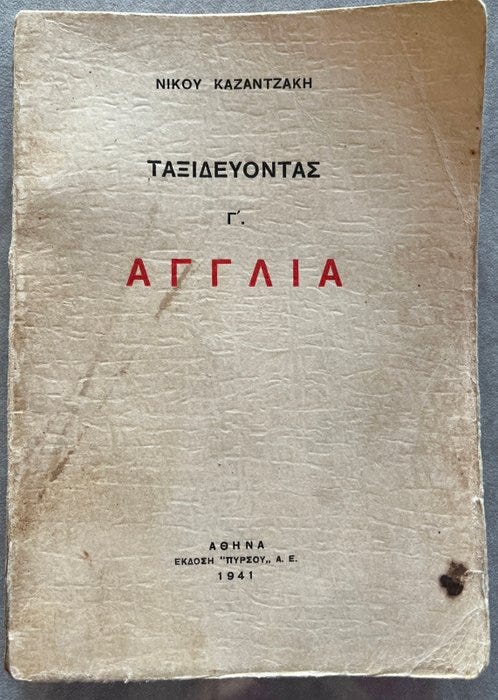 ΝΙΚΟΥ ΚΑΖΑΝΤΖΑΚΗ
ΤΑΞΙΔΕΥΟΝΤΑΣ
Γ΄.
ΑΓΓΛΙΑ
ΑΘΗΝΑ
ΕΚΔΟΣΗ "ΠΥΡΣΟΥ„ Α. Ε.
1941